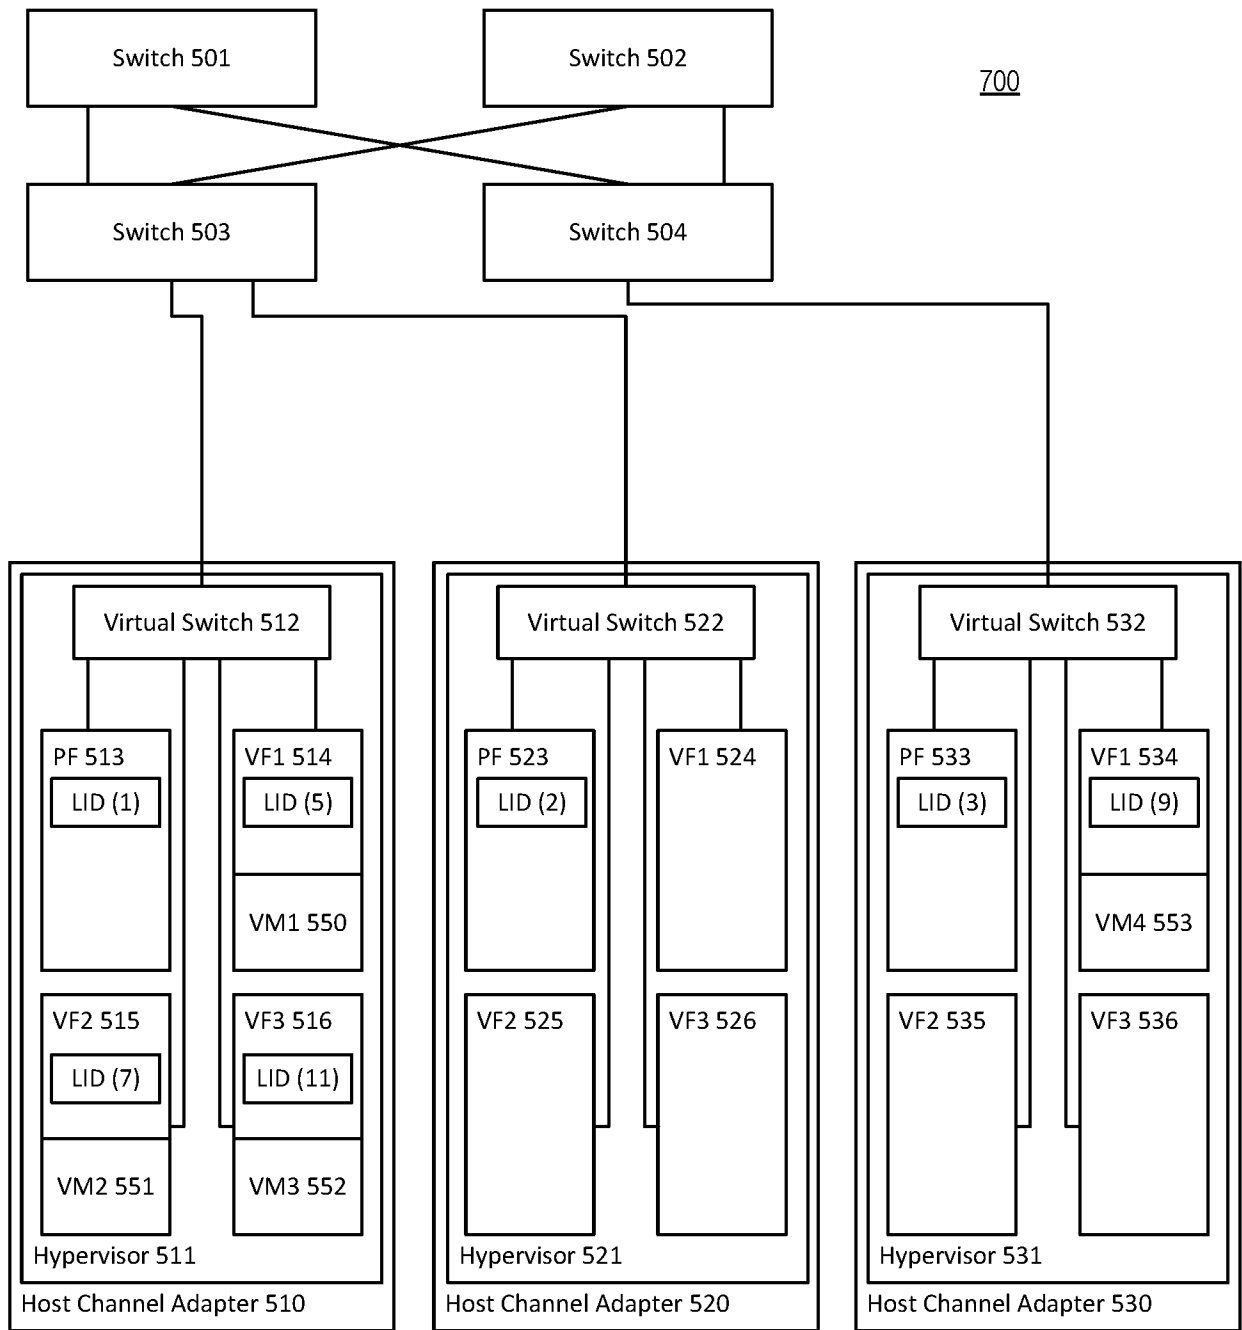 Switch 501
Switch 502
700
Switch 503
Switch 504
Virtual Switch 512
Virtual Switch 522
Virtual Switch 532
PF 513
LID (1)
VF1 514
LID (5)
VM1 550
PF 523
LID (2)
VF1 524
PF 533
LID (3)
VF1 534
LID (9)
VM4 553
VF2 515
LID (7)
VM2 551
VF3 516
LID (11)
VM3 552
VF2 525
VF3 526
VF2 535
VF3 536
Hypervisor 511
Hypervisor 521
Hypervisor 531
Host Channel Adapter 510
Host Channel Adapter 520
Host Channel Adapter 530